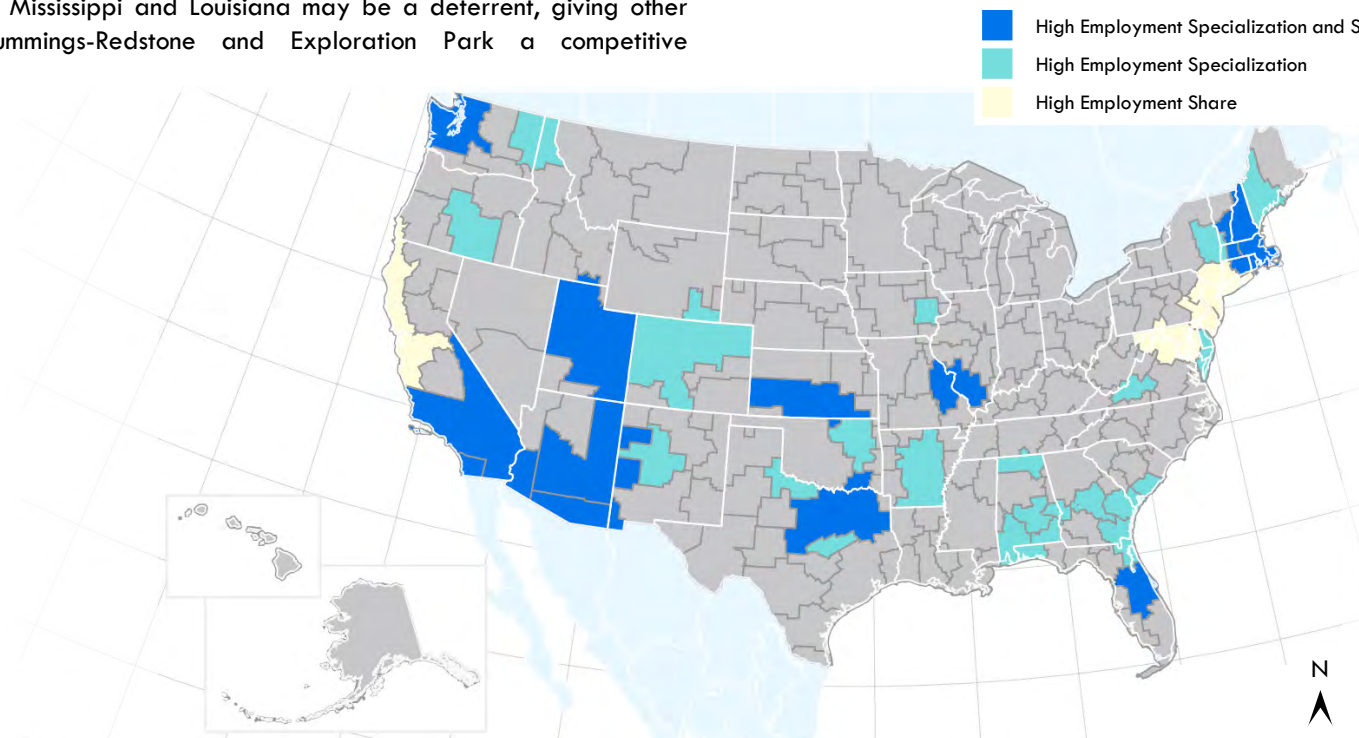 Mississippi and Louisiana may be a deterrent, giving other
ummings-Redstone and Exploration Park a competitive
High Employment Specialization and S
High Employment Specialization
High Employment Share
N